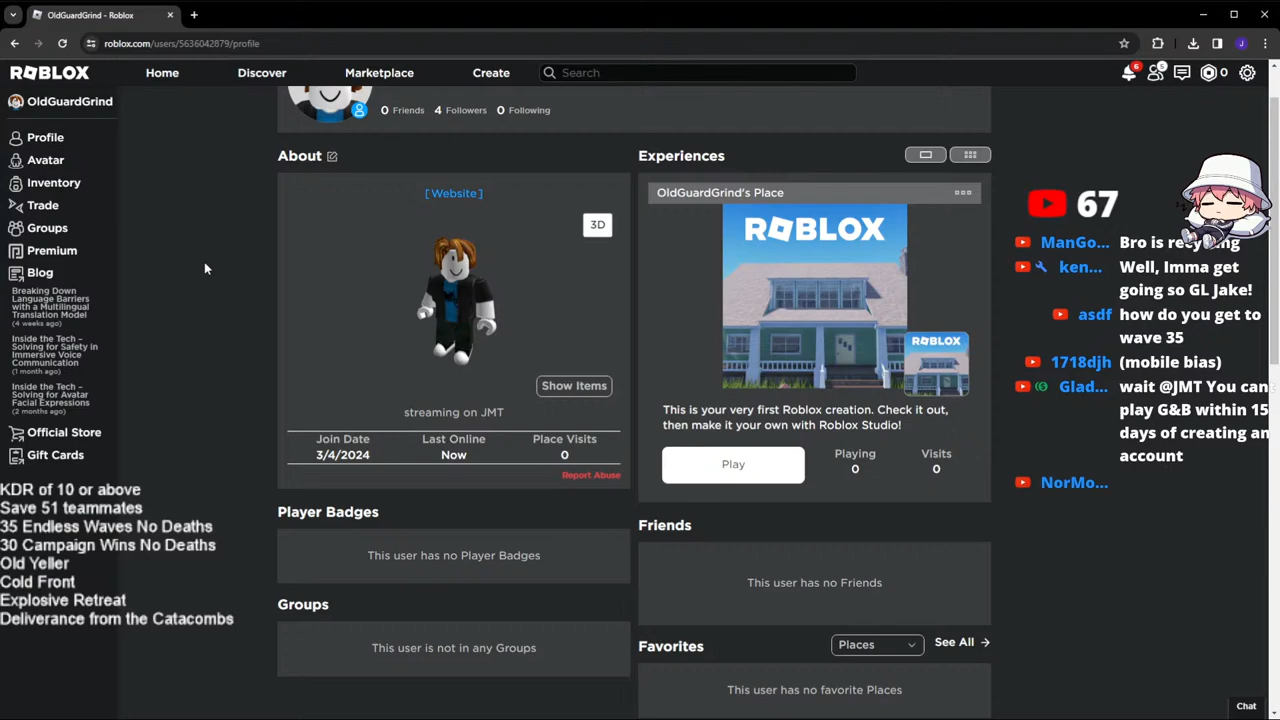 OldGuardGrind - Roblox
roblox.com/users/5636042879/profile
J
ROBLOX
Home
Discover
Marketplace
Create
Search
6
5
0
OldGuardGrind
Profile
Avatar
Inventory
Trade
Groups
Premium
Blog
Breaking Down
Language Barriers
with a Multilingual
Translation Model
(4 weeks ago)
Inside the Tech -
Solving for Safety in
Immersive Voice
Communication
(1 month ago)
Inside the Tech -
Solving for Avatar
Facial Expressions
(2 months ago)
Official Store
Gift Cards
KDR of 10 or above
Save 51 teammates
35 Endless Waves No Deaths
30 Campaign Wins No Deaths
Old Yeller
Cold Front
Explosive Retreat
Deliverance from the Catacombs
0 Friends 4 Followers 0 Following
About
[Website]
3D
Show Items
streaming on JMT
Join Date Last Online Place Visits
3/4/2024 Now 0
Report Abuse
Player Badges
This user has no Player Badges
Groups
This user is not in any Groups
Experiences
OldGuardGrind's Place
ROBLOX
ROBLOX
This is your very first Roblox creation. Check it out,
then make it your own with Roblox Studio!
Play
Playing Visits
0 0
Friends
This user has no Friends
Favorites
Places
See All
This user has no favorite Places
67
ManGo... Bro is recycling
ken... Well, Imma get
going so GL Jake!
asdf how do you get to
wave 35
1718djh (mobile bias)
Glad... wait @JMT You can
play G&B within 15
days of creating an
account
NorMo...
Chat